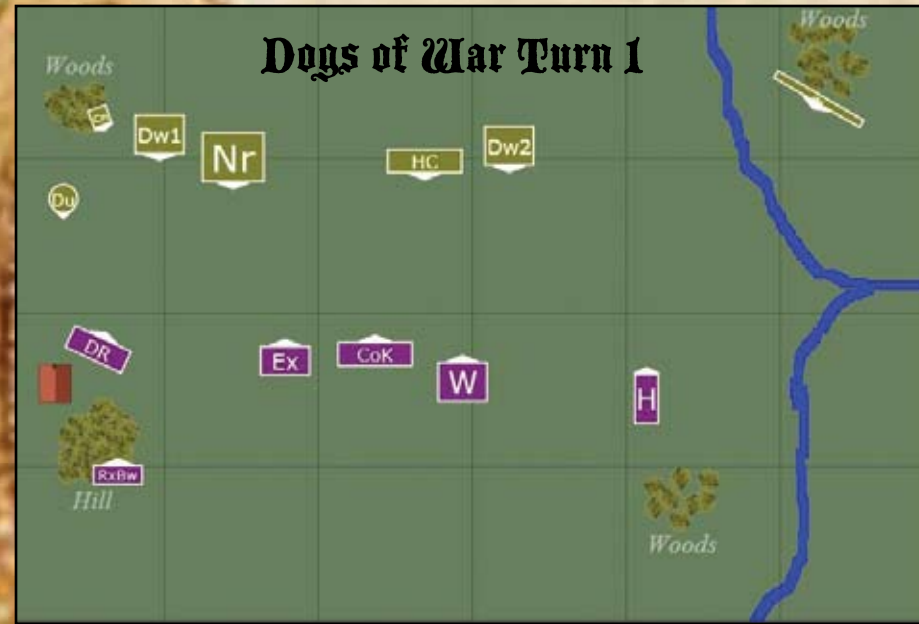 Woods
Dogs of War Turn 1
Woods
Dw1
Nr
HC
Dw2
Du
DR
Ex
CoK
W
H
RxBw
Hill
Woods